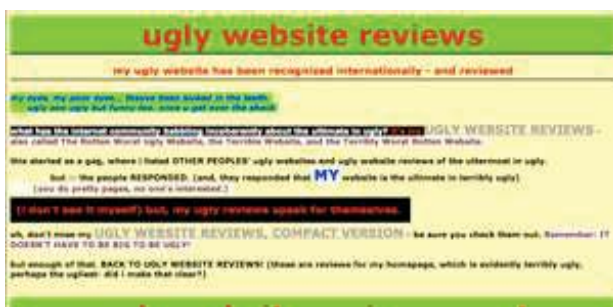 ugly website reviews
my ugly website has been recognized internationally - and reviewed
my eyes, my poor eyes... theyve been kicked in the teeth.
ugly seo ugly but funny too. once u get over the shock
what has the internet community babbling incoherently about the ultimate in ugly? it's my UGLY WEBSITE REVIEWS -
also called The Rotten Worst Ugly Website, the Terrible Website, and the Terribly Worst Rotten Website.
this started as a gag, where i listed OTHER PEOPLES' ugly websites and ugly website reviews of the uttermost in ugly.
but -- the people RESPONDED. (and, they responded that MY website is the ultimate in terribly ugly)
(you do pretty pages, no one's interested.)
(i don't see it myself) but, my ugly reviews speak for themselves.
uh, don't miss my UGLY WEBSITE REVIEWS, COMPACT VERSION - be sure you check them out. Remember: IT
DOESN'T HAVE TO BE BIG TO BE UGLY!
but enough of that. BACK TO UGLY WEBSITE REVIEWS! (these are reviews for my homepage, which is evidently terribly ugly,
perhaps the ugliest- did i make that clear?)